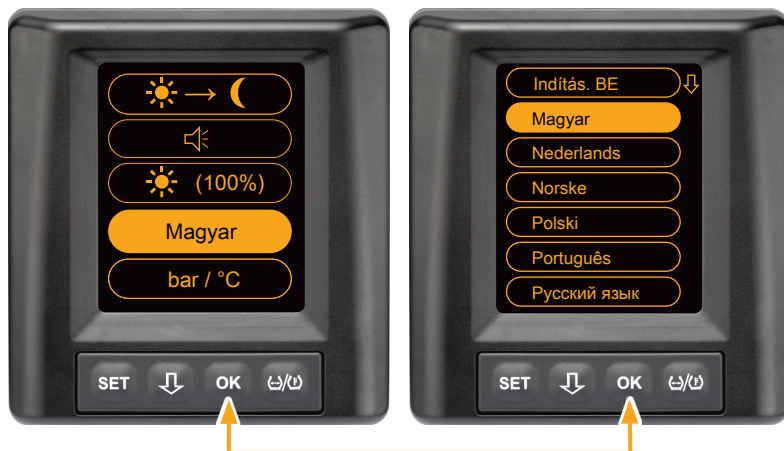 (100%)
Magyar
bar / °C
SET
OK
Indítás. BE
Magyar
Nederlands
Norske
Polski
Português
Русский язык
SET
OK